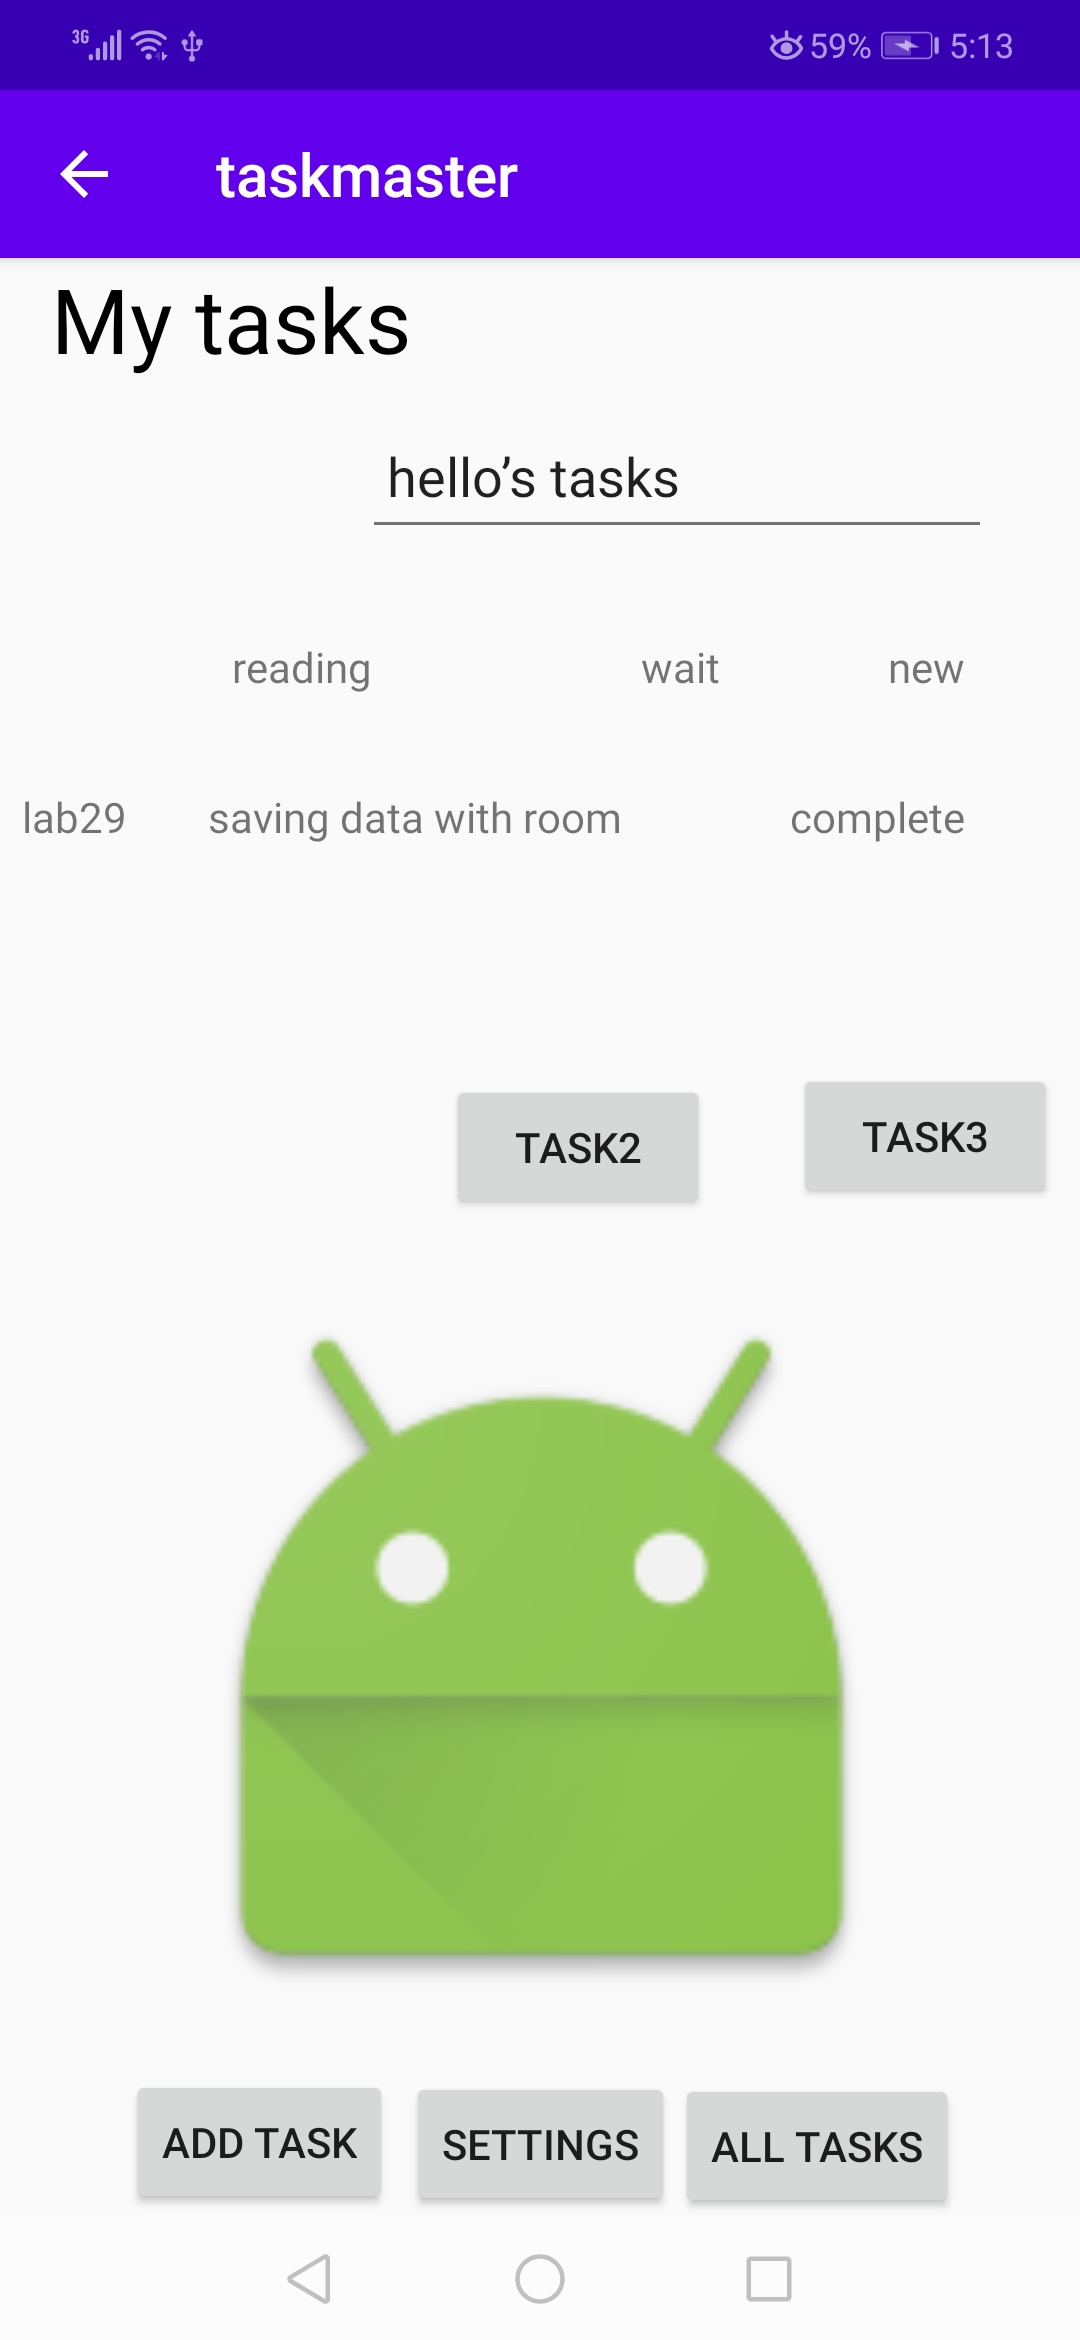 3G 59% 5:13
taskmaster
My tasks
hello’s tasks
reading wait new
lab29 saving data with room complete
TASK2 TASK3
ADD TASK SETTINGS ALL TASKS